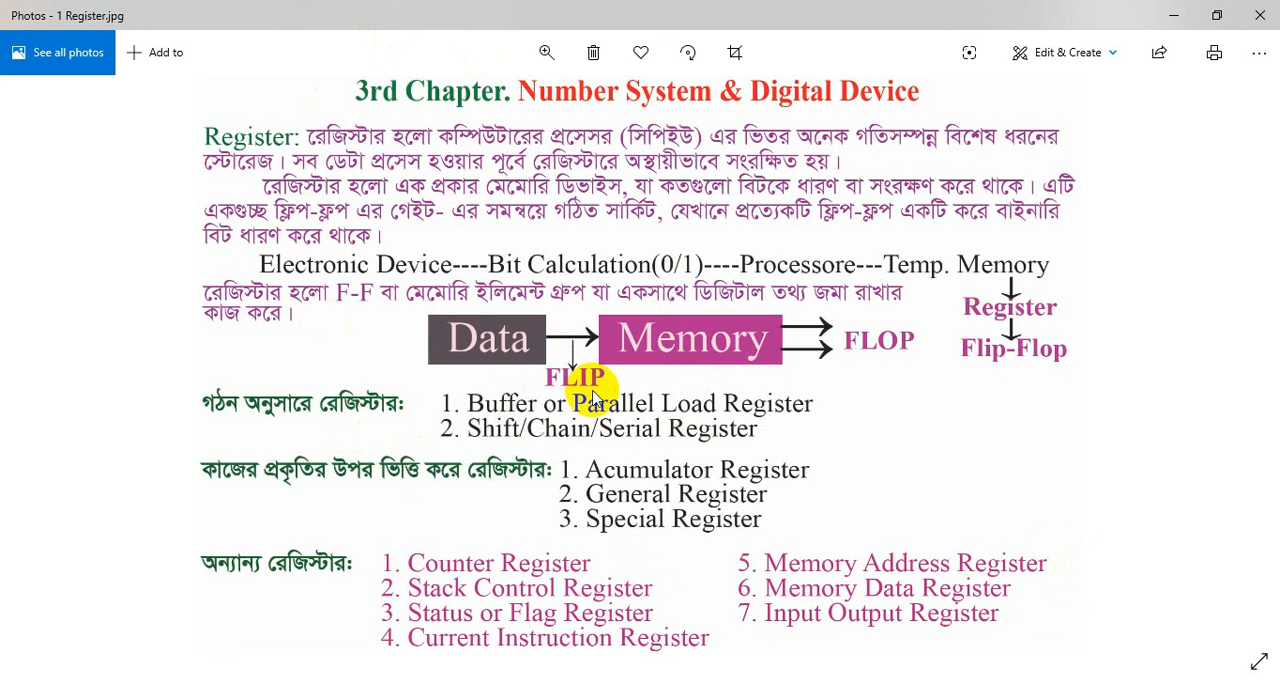 Photos - 1 Register.jpg
See all photos
Add to
Edit & Create
3rd Chapter. Number System & Digital Device
Register: রেজিস্টার হলো কম্পিউটারের প্রসেসর (সিপিইউ) এর ভিতর অনেক গতিসম্পন্ন বিশেষ ধরনের
স্টোরেজ। সব ডেটা প্রসেস হওয়ার পূর্বে রেজিস্টারে অস্থায়ীভাবে সংরক্ষিত হয়।
রেজিস্টার হলো এক প্রকার মেমোরি ডিভাইস, যা কতগুলো বিটকে ধারণ বা সংরক্ষণ করে থাকে। এটি
একগুচ্ছ ফ্লিপ-ফ্লপ এর গেইট- এর সমন্বয়ে গঠিত সার্কিট, যেখানে প্রত্যেকটি ফ্লিপ-ফ্লপ একটি করে বাইনারি
বিট ধারণ করে থাকে।
Electronic Device----Bit Calculation(0/1)----Processore---Temp. Memory
রেজিস্টার হলো F-F বা মেমোরি ইলিমেন্ট গ্রুপ যা একসাথে ডিজিটাল তথ্য জমা রাখার
কাজ করে।
Register
Flip-Flop
Data
Memory
FLOP
FLIP
গঠন অনুসারে রেজিস্টার: 1. Buffer or Parallel Load Register
2. Shift/Chain/Serial Register
কাজের প্রকৃতির উপর ভিত্তি করে রেজিস্টার: 1. Acumulator Register
2. General Register
3. Special Register
অন্যান্য রেজিস্টার: 1. Counter Register
2. Stack Control Register
3. Status or Flag Register
4. Current Instruction Register
5. Memory Address Register
6. Memory Data Register
7. Input Output Register